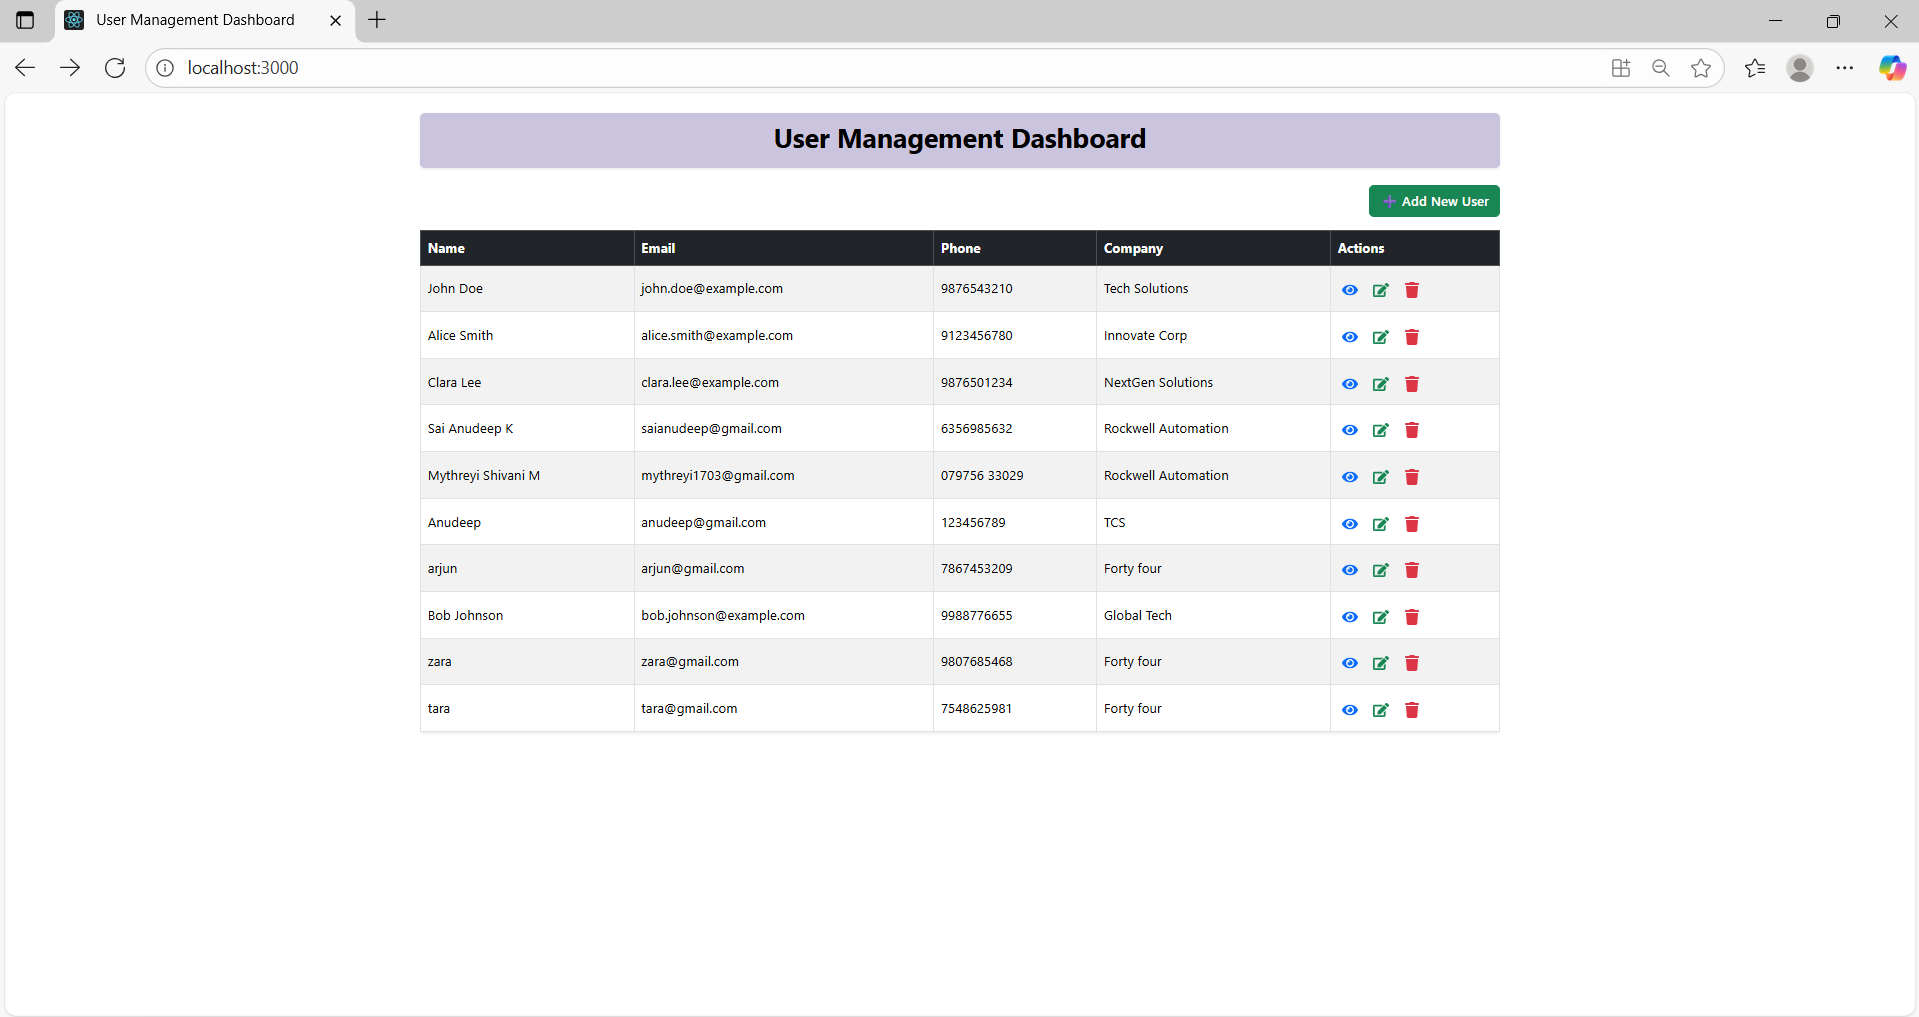 User Management Dashboard
localhost:3000
User Management Dashboard
Add New User
Name Email Phone Company Actions
John Doe john.doe@example.com 9876543210 Tech Solutions
Alice Smith alice.smith@example.com 9123456780 Innovate Corp
Clara Lee clara.lee@example.com 9876501234 NextGen Solutions
Sai Anudeep K saianudeep@gmail.com 6356985632 Rockwell Automation
Mythreyi Shivani M mythreyi1703@gmail.com 079756 33029 Rockwell Automation
Anudeep anudeep@gmail.com 123456789 TCS
arjun arjun@gmail.com 7867453209 Forty four
Bob Johnson bob.johnson@example.com 9988776655 Global Tech
zara zara@gmail.com 9807685468 Forty four
tara tara@gmail.com 7548625981 Forty four